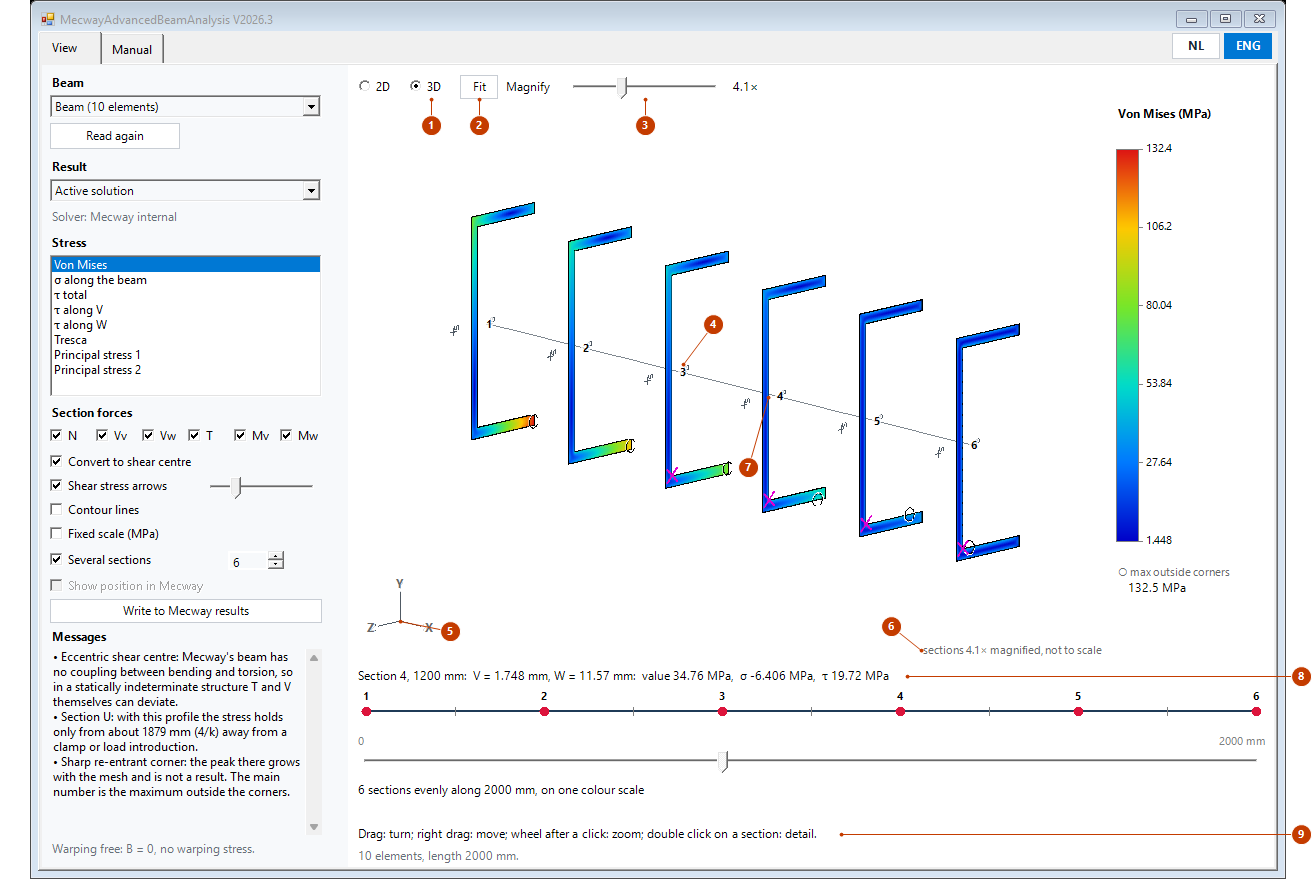 MecwayAdvancedBeamAnalysis V2026.3
View
Manual
NL
ENG
Beam
Beam (10 elements)
Read again
Result
Active solution
Solver: Mecway internal
Stress
Von Mises
σ along the beam
τ total
τ along V
τ along W
Tresca
Principal stress 1
Principal stress 2
Section forces
N Vv Vw T Mv Mw
Convert to shear centre
Shear stress arrows
Contour lines
Fixed scale (MPa)
Several sections 6
Show position in Mecway
Write to Mecway results
Messages
• Eccentric shear centre: Mecway's beam has
no coupling between bending and torsion, so
in a statically indeterminate structure T and V
themselves can deviate.
• Section U: with this profile the stress holds
only from about 1879 mm (4/k) away from a
clamp or load introduction.
• Sharp re-entrant corner: the peak there grows
with the mesh and is not a result. The main
number is the maximum outside the corners.
Warping free: B = 0, no warping stress.
2D 3D Fit Magnify 4.1×
1 2 3
Von Mises (MPa)
132.4
106.2
80.04
53.84
27.64
1.448
max outside corners
132.5 MPa
1
2
3
4
5
6
4
7
Y
Z
X
5
6
sections 4.1× magnified, not to scale
Section 4, 1200 mm: V = 1.748 mm, W = 11.57 mm: value 34.76 MPa, σ -6.406 MPa, τ 19.72 MPa
8
1 2 3 4 5 6
0 2000 mm
6 sections evenly along 2000 mm, on one colour scale
Drag: turn; right drag: move; wheel after a click: zoom; double click on a section: detail.
9
10 elements, length 2000 mm.